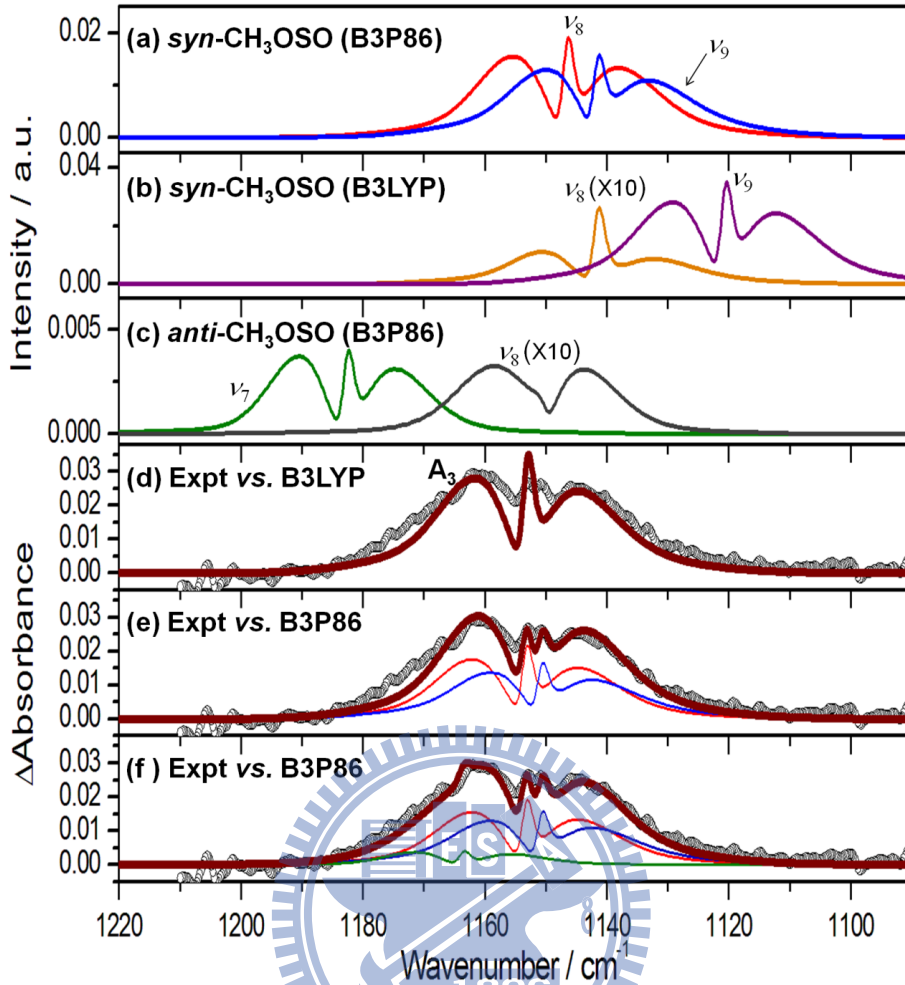 (a) syn-CH₃OSO (B3P86)
ν₈
ν₉
0.02
0.00
(b) syn-CH₃OSO (B3LYP)
ν₈ (X10)
ν₉
0.04
0.00
(c) anti-CH₃OSO (B3P86)
ν₇
ν₈ (X10)
0.005
0.000
Intensity / a.u.
(d) Expt vs. B3LYP
A₃
0.03
0.02
0.01
0.00
(e) Expt vs. B3P86
0.03
0.02
0.01
0.00
(f) Expt vs. B3P86
0.03
0.02
0.01
0.00
ΔAbsorbance
1220 1200 1180 1160 1140 1120 1100
Wavenumber / cm⁻¹